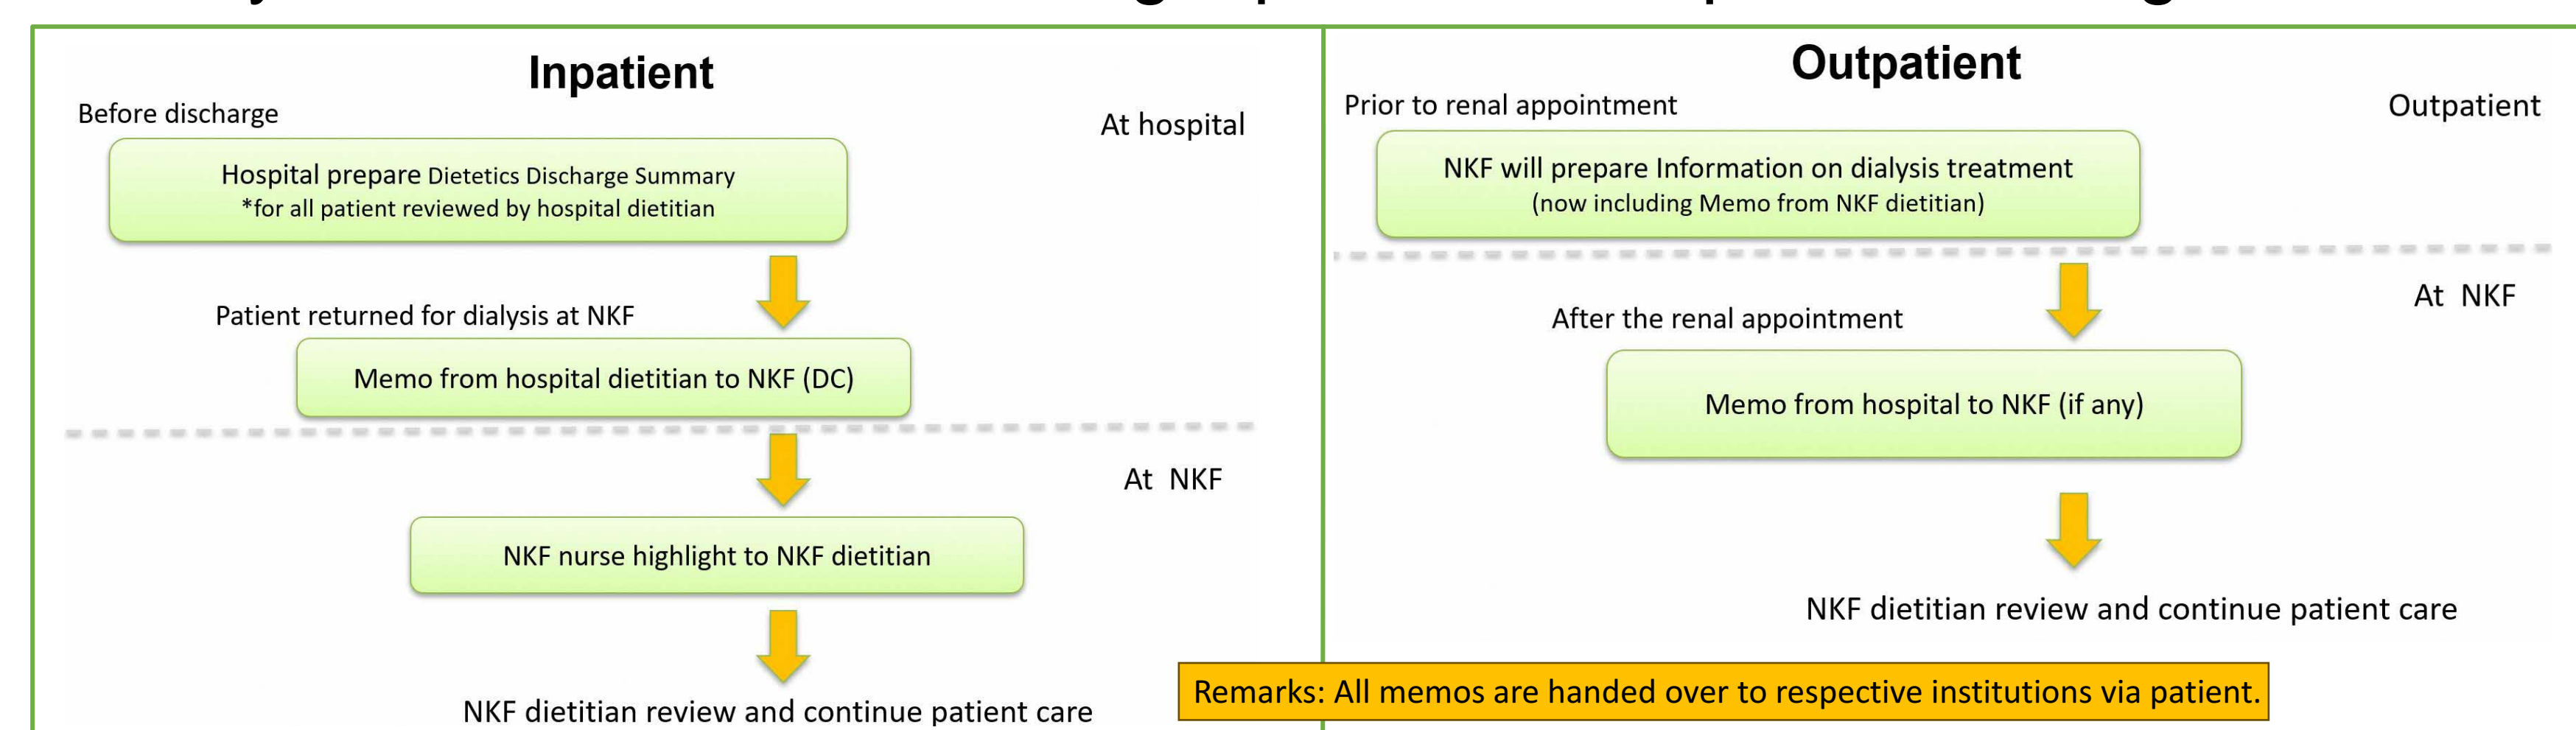 Inpatient
Before discharge
At hospital
Hospital prepare Dietetics Discharge Summary
*for all patient reviewed by hospital dietitian
Patient returned for dialysis at NKF
Memo from hospital dietitian to NKF (DC)
At NKF
NKF nurse highlight to NKF dietitian
NKF dietitian review and continue patient care
Outpatient
Prior to renal appointment
Outpatient
NKF will prepare Information on dialysis treatment
(now including Memo from NKF dietitian)
At NKF
After the renal appointment
Memo from hospital to NKF (if any)
NKF dietitian review and continue patient care
Remarks: All memos are handed over to respective institutions via patient.